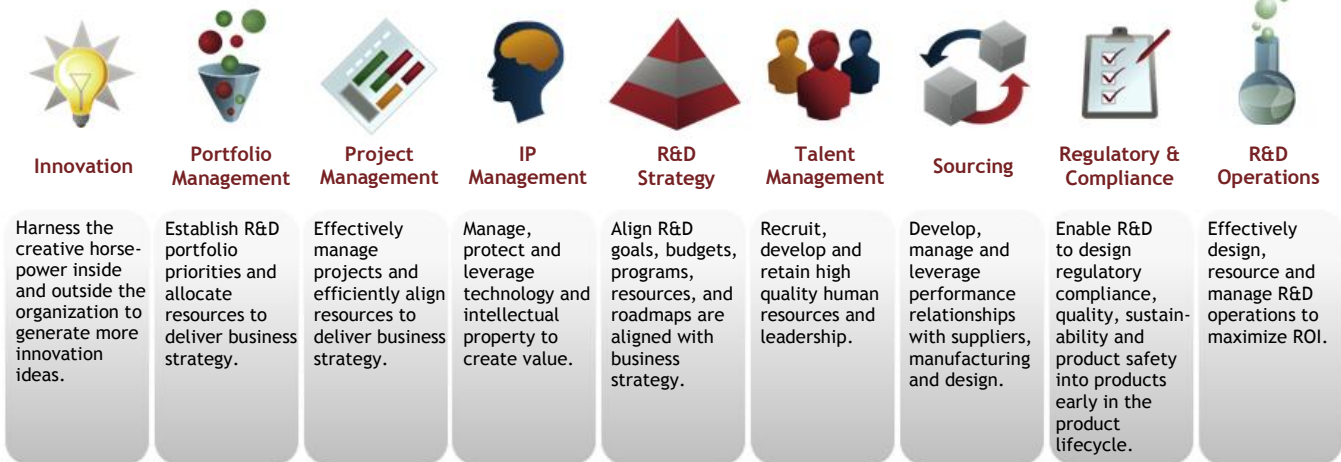 Innovation
Harness the
creative horse-
power inside
and outside the
organization to
generate more
innovation
ideas.
Portfolio
Management
Establish R&D
portfolio
priorities and
allocate
resources to
deliver business
strategy.
Project
Management
Effectively
manage
projects and
efficiently align
resources to
deliver business
strategy.
IP
Management
Manage,
protect and
leverage
technology and
intellectual
property to
create value.
R&D
Strategy
Align R&D
goals, budgets,
programs,
resources, and
roadmaps are
aligned with
business
strategy.
Talent
Management
Recruit,
develop and
retain high
quality human
resources and
leadership.
Sourcing
Develop,
manage and
leverage
performance
relationships
with suppliers,
manufacturing
and design.
Regulatory &
Compliance
Enable R&D
to design
regulatory
compliance,
quality, sustain-
ability and
product safety
into products
early in the
product
lifecycle.
R&D
Operations
Effectively
design,
resource and
manage R&D
operations to
maximize ROI.